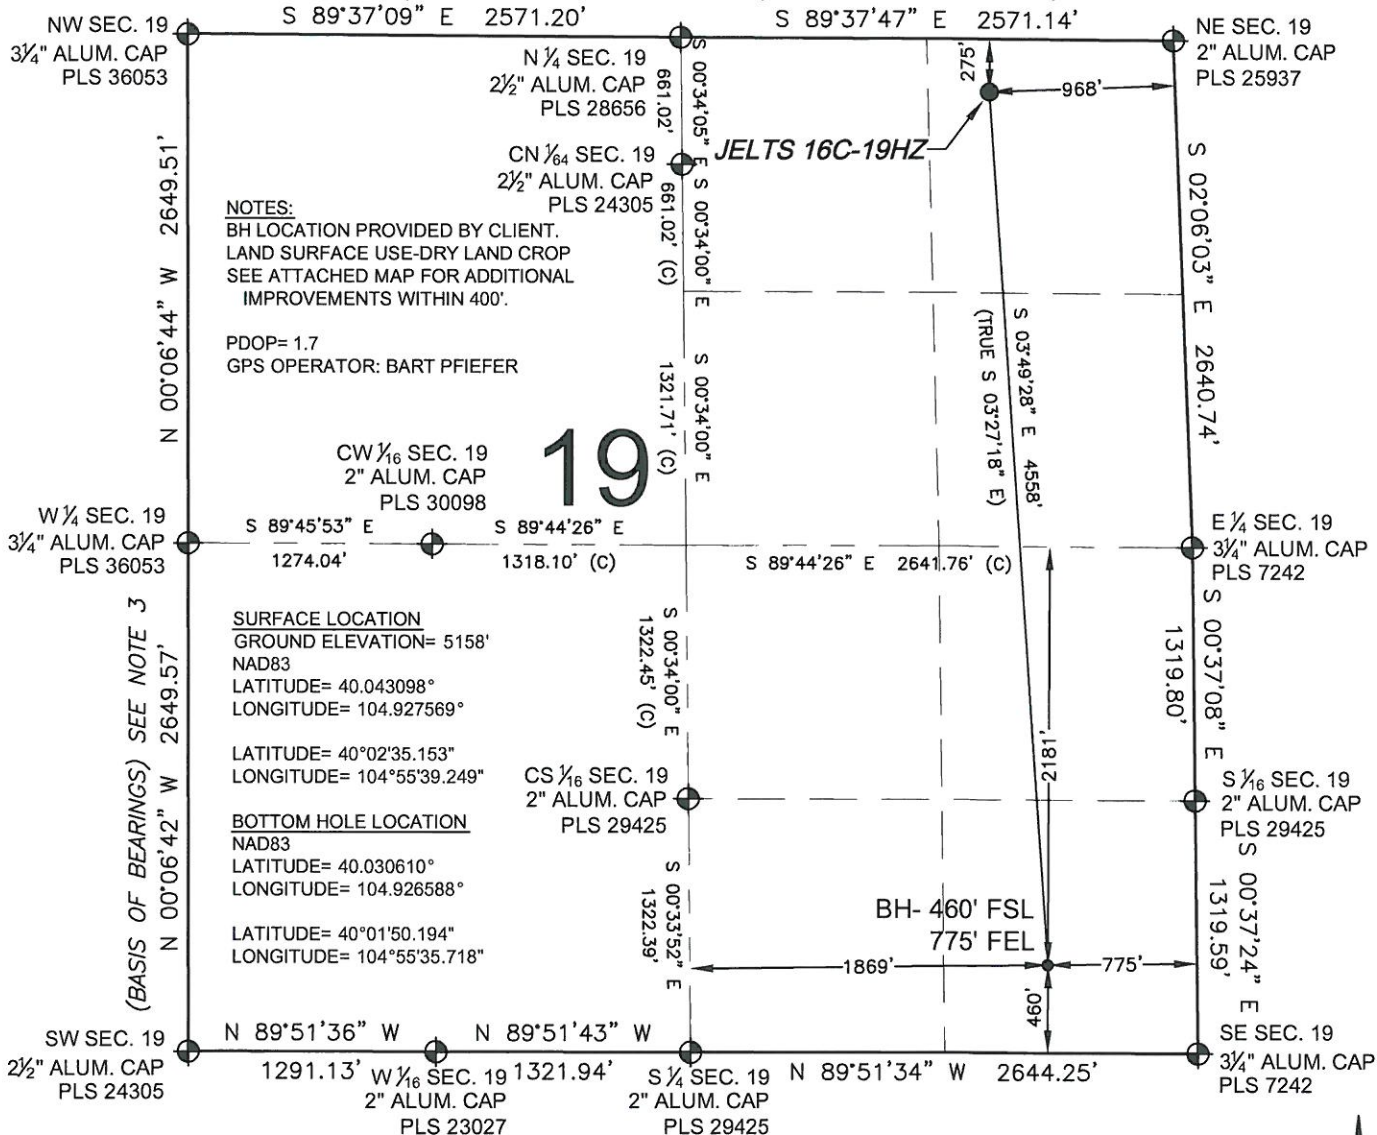 S 89°37'09" E 2571.20'
S 89°37'47" E 2571.14'
NW SEC. 19
3¼" ALUM. CAP
PLS 36053
N ¼ SEC. 19
2½" ALUM. CAP
PLS 28656
NE SEC. 19
2" ALUM. CAP
PLS 25937
S 00°34'05" E
661.02'
275'
968'
JELTS 16C-19HZ
CN 1/64 SEC. 19
2½" ALUM. CAP
PLS 24305
S 00°34'00" E
661.02' (C)
N 00°06'44" W 2649.51'
S 02°06'03" E 2640.74'
NOTES:
BH LOCATION PROVIDED BY CLIENT.
LAND SURFACE USE-DRY LAND CROP
SEE ATTACHED MAP FOR ADDITIONAL
IMPROVEMENTS WITHIN 400'.
PDOP= 1.7
GPS OPERATOR: BART PFIEFER
S 00°34'00" E
1321.71' (C)
S 03°49'28" E 4558'
(TRUE S 03°27'18" E)
19
CW 1/16 SEC. 19
2" ALUM. CAP
PLS 30098
W ¼ SEC. 19
3¼" ALUM. CAP
PLS 36053
S 89°45'53" E
1274.04'
S 89°44'26" E
1318.10' (C)
S 89°44'26" E 2641.76' (C)
E ¼ SEC. 19
3¼" ALUM. CAP
PLS 7242
(BASIS OF BEARINGS) SEE NOTE 3
N 00°06'42" W 2649.57'
SURFACE LOCATION
GROUND ELEVATION= 5158'
NAD83
LATITUDE= 40.043098°
LONGITUDE= 104.927569°
LATITUDE= 40°02'35.153"
LONGITUDE= 104°55'39.249"
S 00°34'00" E
1322.45' (C)
2181'
S 00°37'08" E
1319.80'
CS 1/16 SEC. 19
2" ALUM. CAP
PLS 29425
S 1/16 SEC. 19
2" ALUM. CAP
PLS 29425
BOTTOM HOLE LOCATION
NAD83
LATITUDE= 40.030610°
LONGITUDE= 104.926588°
LATITUDE= 40°01'50.194"
LONGITUDE= 104°55'35.718"
S 00°33'52" E
1322.39'
BH- 460' FSL
775' FEL
1869'
775'
460'
S 00°37'24" E
1319.59'
SW SEC. 19
2½" ALUM. CAP
PLS 24305
N 89°51'36" W
1291.13'
W 1/16 SEC. 19
2" ALUM. CAP
PLS 23027
N 89°51'43" W
1321.94'
S ¼ SEC. 19
2" ALUM. CAP
PLS 29425
N 89°51'34" W 2644.25'
SE SEC. 19
3¼" ALUM. CAP
PLS 7242